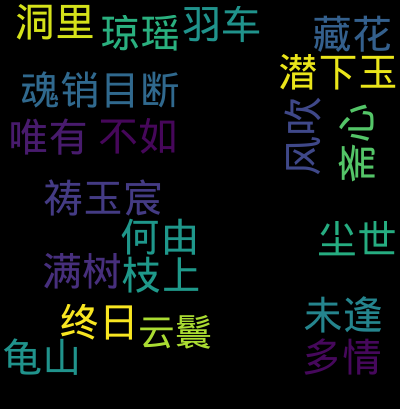 洞里
琼瑶
羽车
藏花
潜下玉
魂销目断
风吹
斋心
唯有
不如
祷玉宸
何由
尘世
满树
枝上
终日
云鬟
未逢
龟山
多情